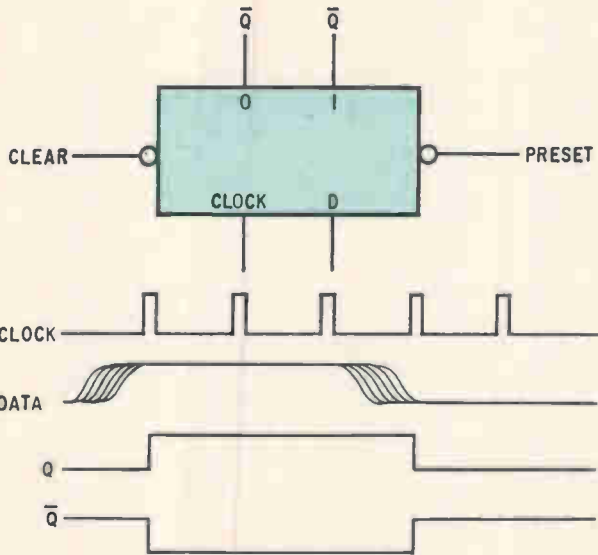 Q̅ Q̅
0 1
CLEAR PRESET
CLOCK D
CLOCK
DATA
Q
Q̅